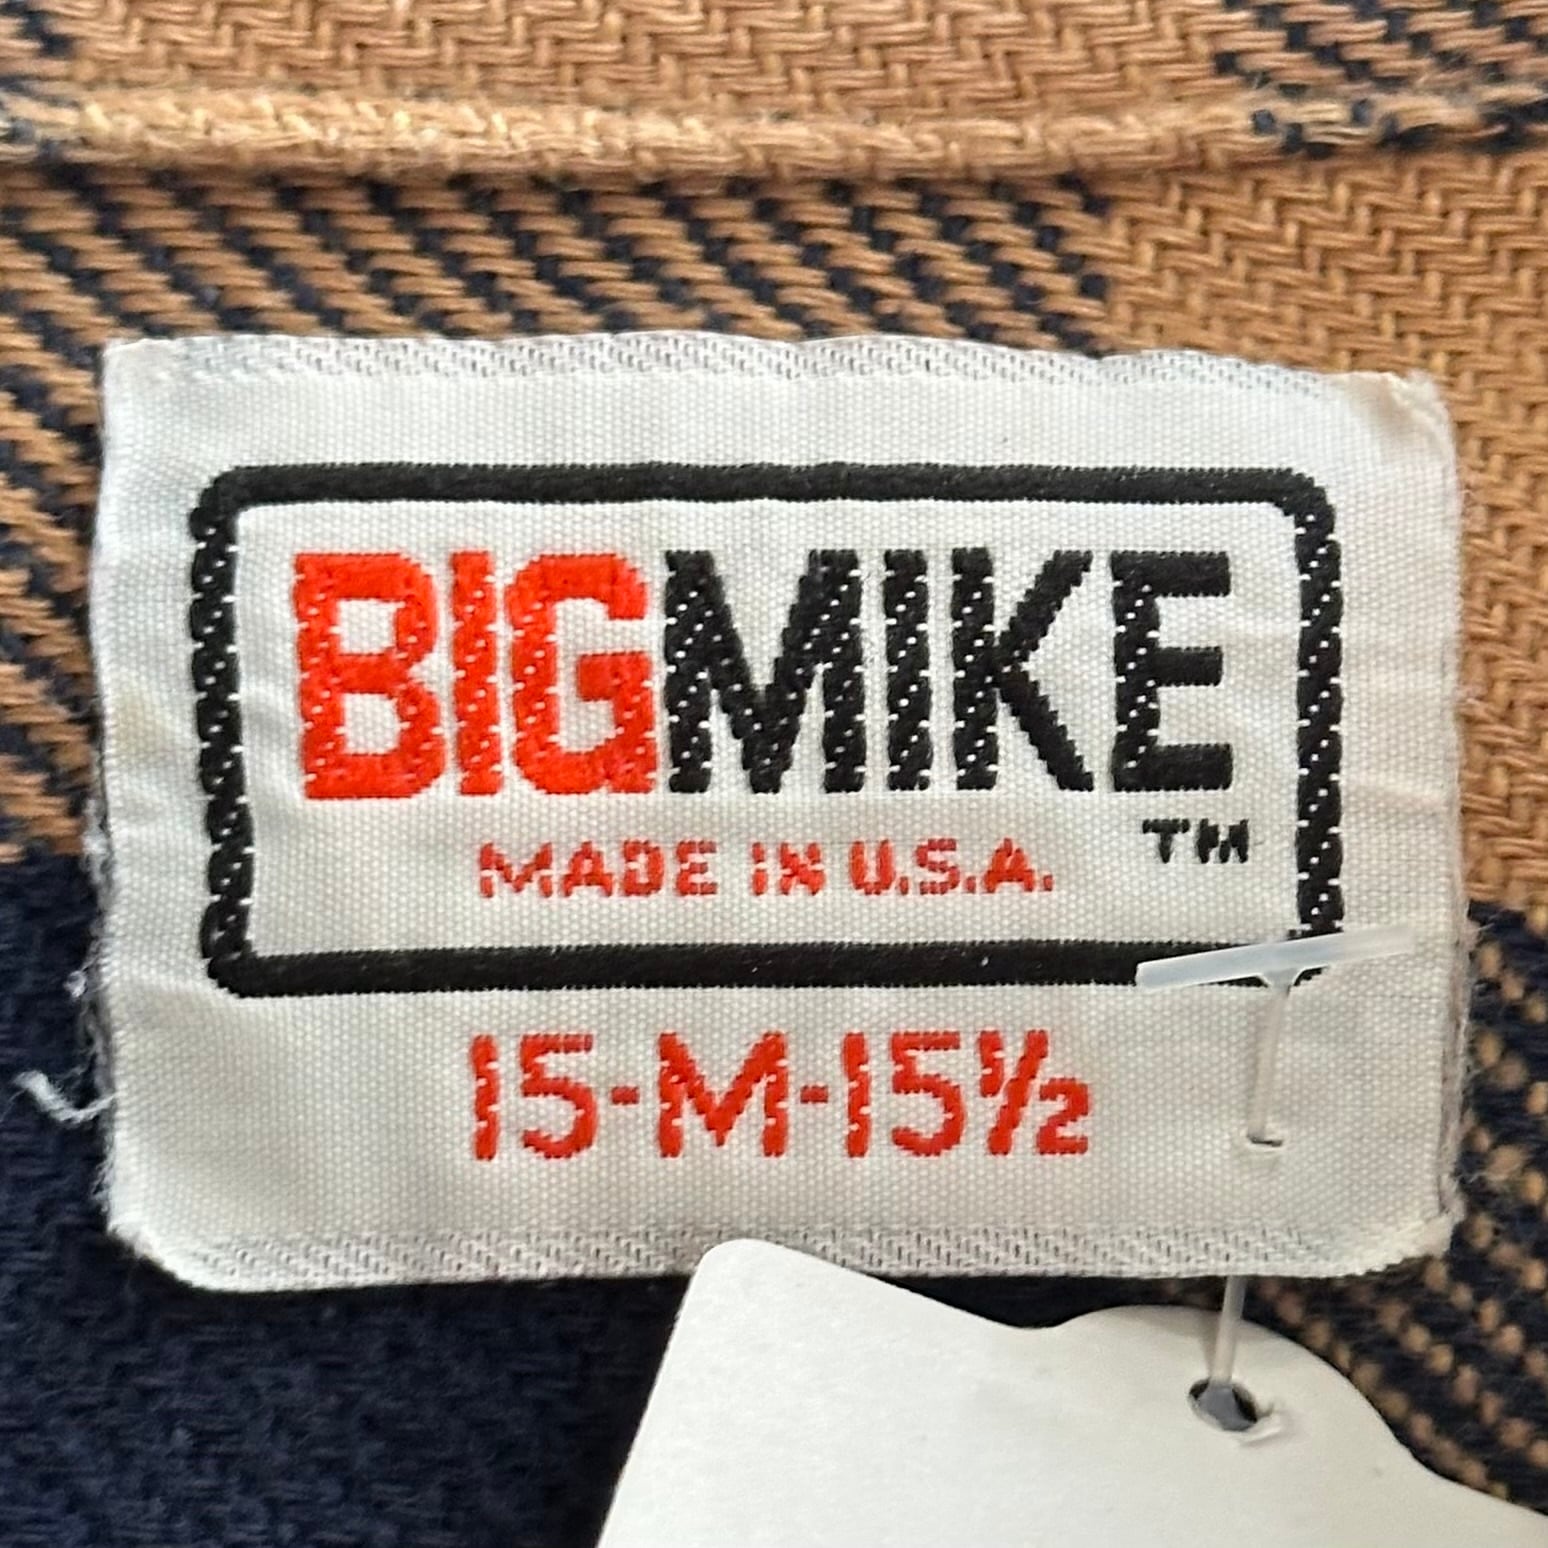 BIGMIKE
TM
MADE IN U.S.A.
15-M-15½